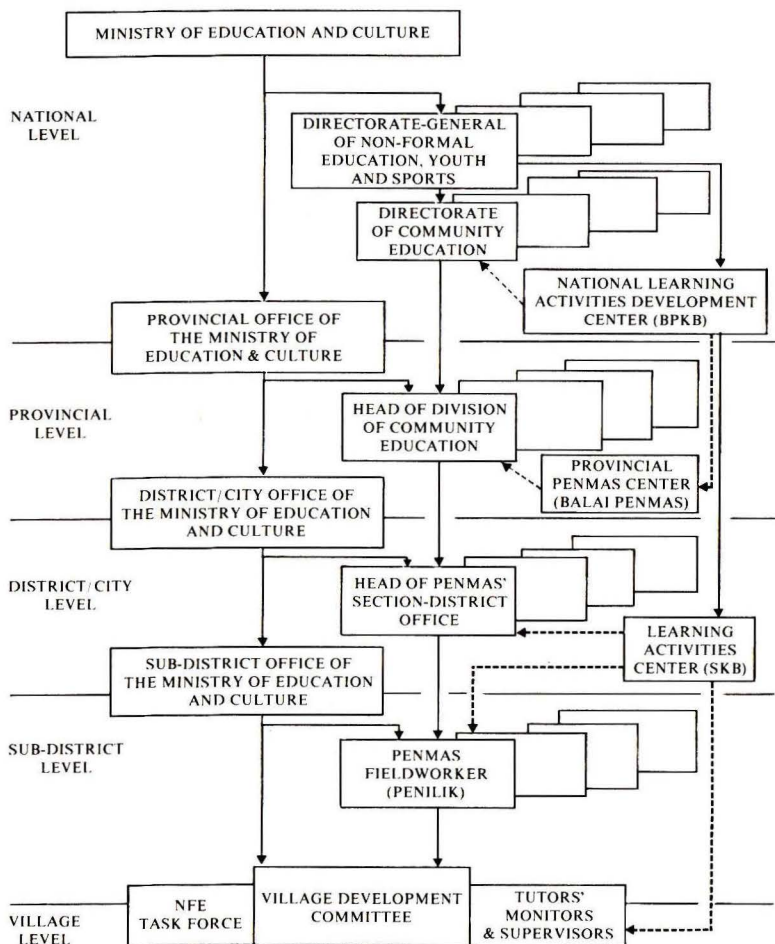 MINISTRY OF EDUCATION AND CULTURE
NATIONAL
LEVEL
DIRECTORATE-GENERAL
OF NON-FORMAL
EDUCATION, YOUTH
AND SPORTS
DIRECTORATE
OF COMMUNITY
EDUCATION
NATIONAL LEARNING
ACTIVITIES DEVELOPMENT
CENTER (BPKB)
PROVINCIAL OFFICE OF
THE MINISTRY OF
EDUCATION & CULTURE
PROVINCIAL
LEVEL
HEAD OF DIVISION
OF COMMUNITY
EDUCATION
PROVINCIAL
PENMAS CENTER
(BALAI PENMAS)
DISTRICT/CITY OFFICE OF
THE MINISTRY OF EDUCATION
AND CULTURE
DISTRICT/CITY
LEVEL
HEAD OF PENMAS'
SECTION-DISTRICT
OFFICE
LEARNING
ACTIVITIES
CENTER (SKB)
SUB-DISTRICT OFFICE OF
THE MINISTRY OF EDUCATION
AND CULTURE
SUB-DISTRICT
LEVEL
PENMAS
FIELDWORKER
(PENILIK)
VILLAGE
LEVEL
NFE
TASK FORCE
VILLAGE DEVELOPMENT
COMMITTEE
TUTORS'
MONITORS
& SUPERVISORS